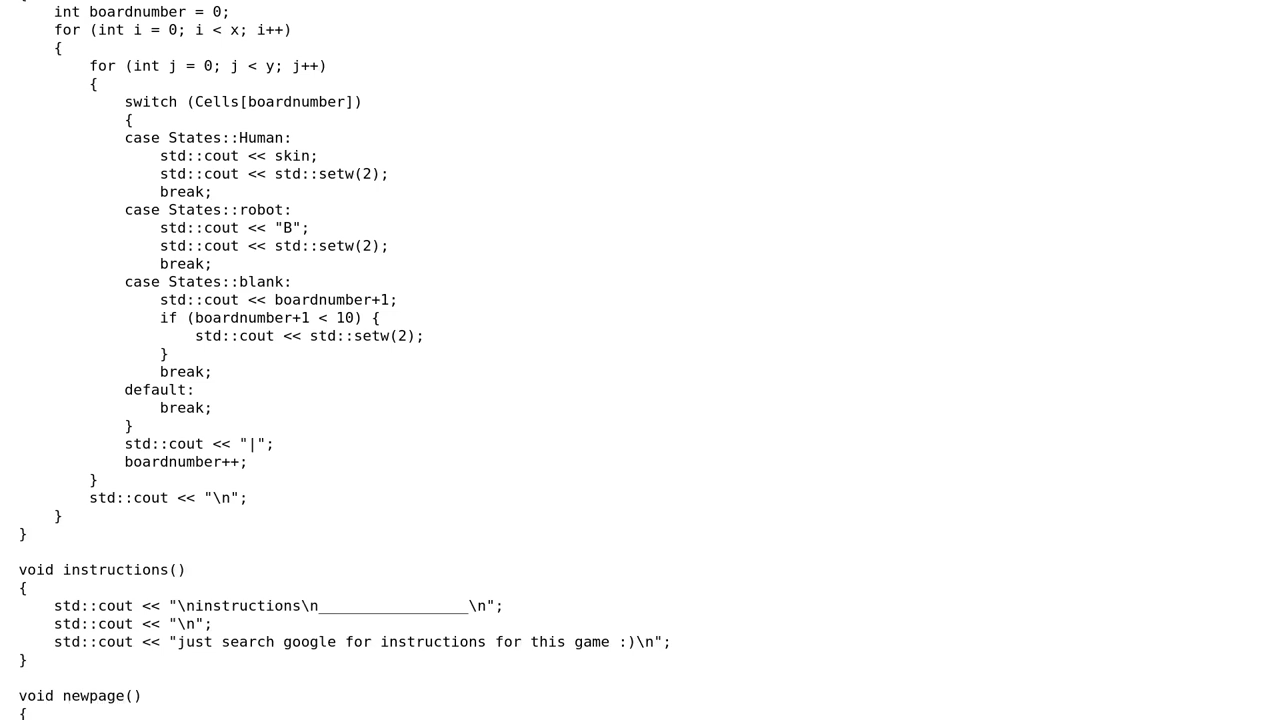 {
    int boardnumber = 0;
    for (int i = 0; i < x; i++)
    {
        for (int j = 0; j < y; j++)
        {
            switch (Cells[boardnumber])
            {
            case States::Human:
                std::cout << skin;
                std::cout << std::setw(2);
                break;
            case States::robot:
                std::cout << "B";
                std::cout << std::setw(2);
                break;
            case States::blank:
                std::cout << boardnumber+1;
                if (boardnumber+1 < 10) {
                    std::cout << std::setw(2);
                }
                break;
            default:
                break;
            }
            std::cout << "|";
            boardnumber++;
        }
        std::cout << "\n";
    }
}

void instructions()
{
    std::cout << "\ninstructions\n_________________\n";
    std::cout << "\n";
    std::cout << "just search google for instructions for this game :)\n";
}

void newpage()
{